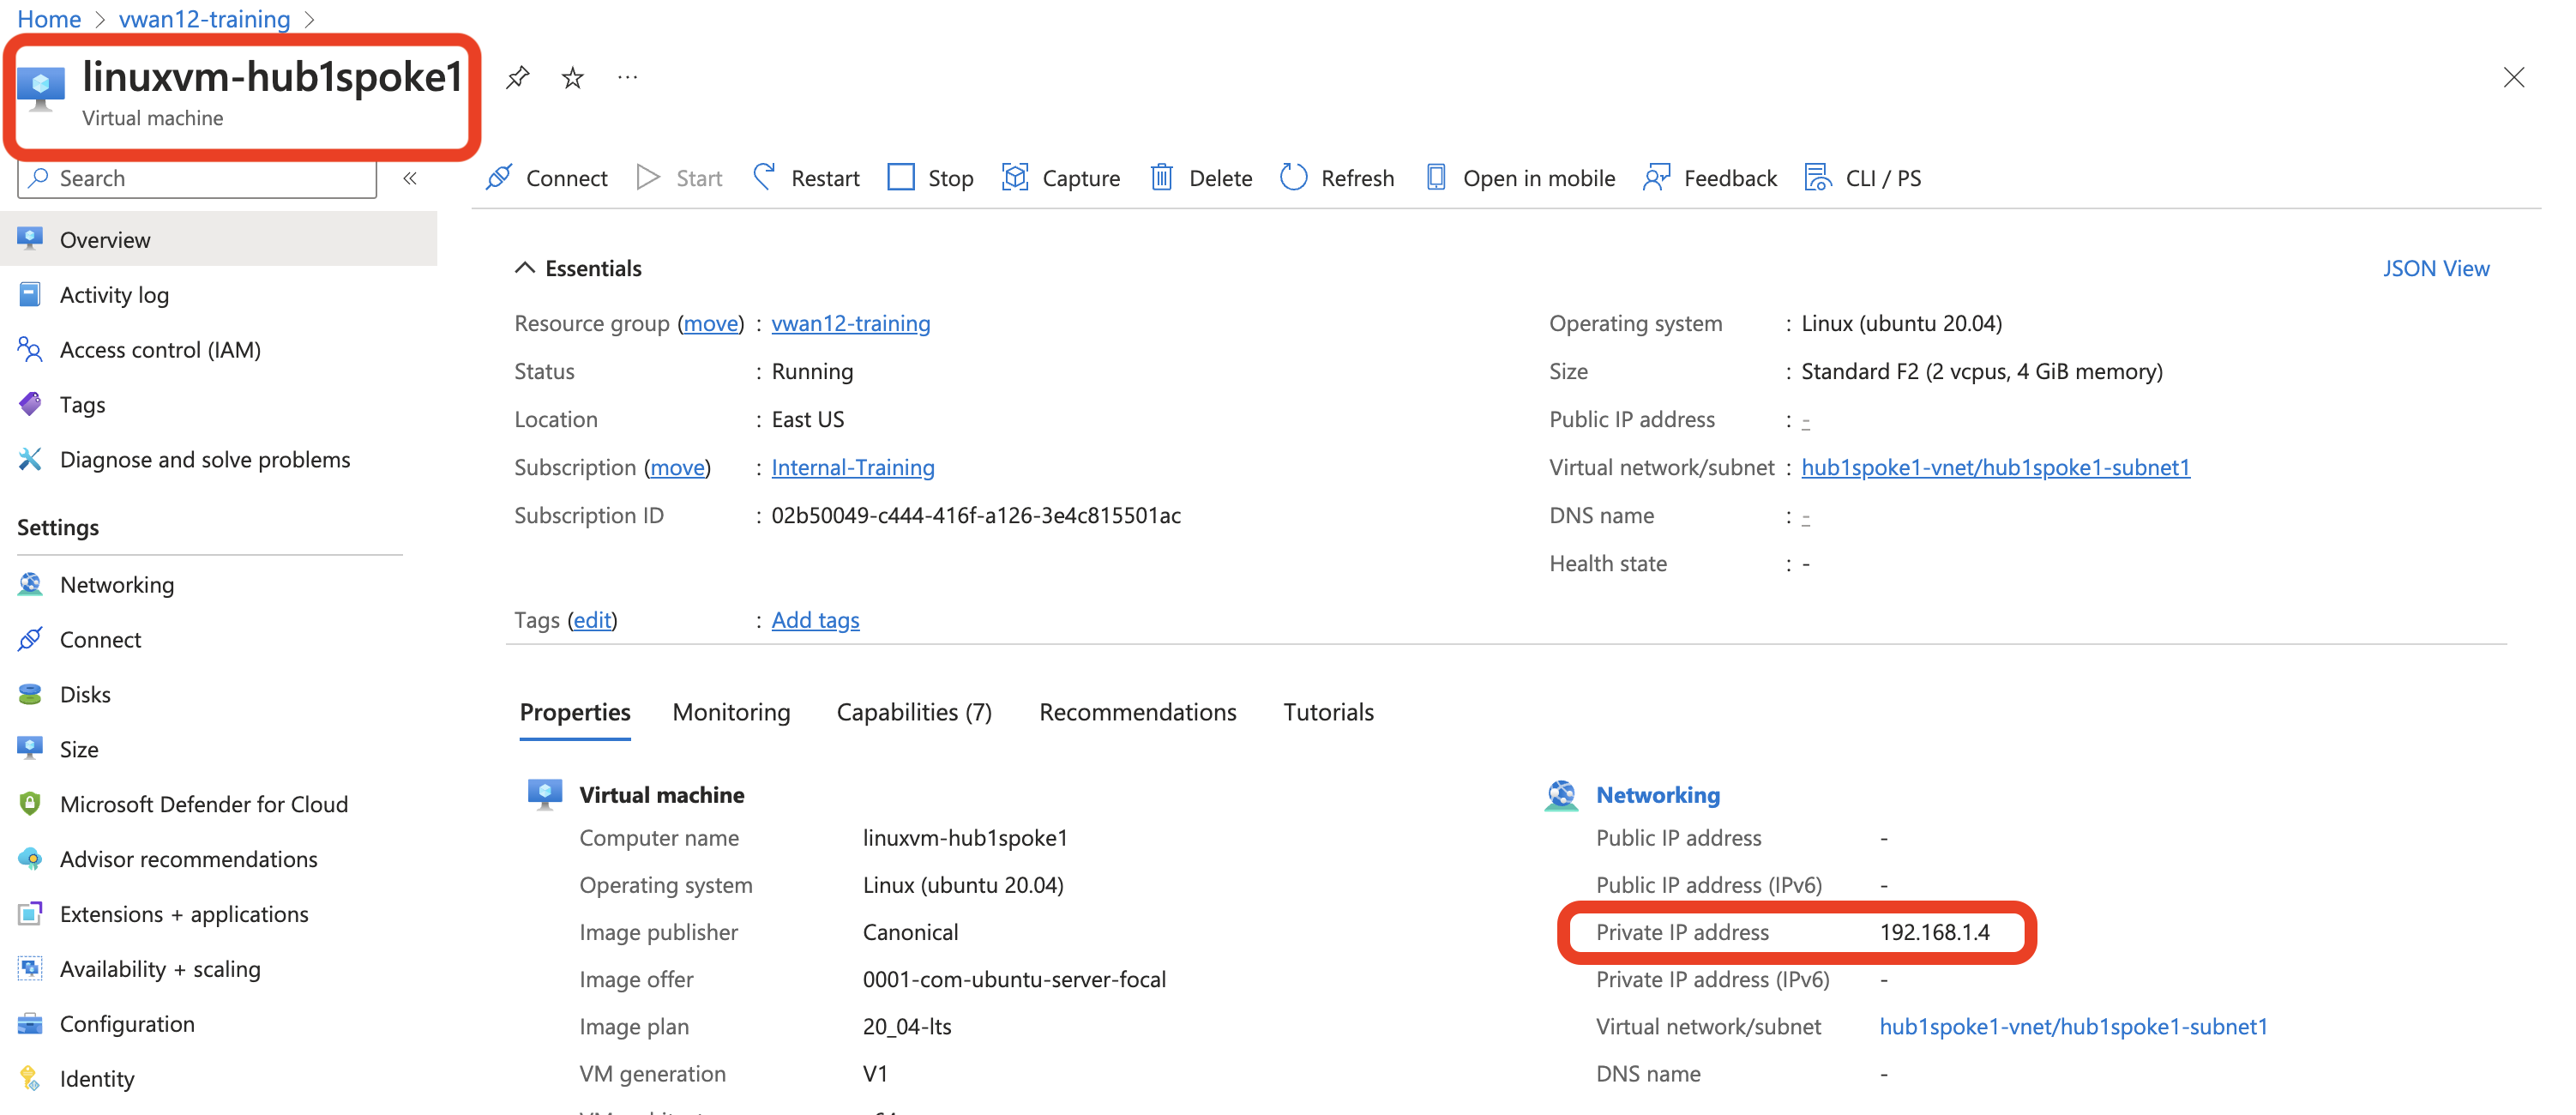 Home > vwan12-training >
linuxvm-hub1spoke1
Virtual machine
Search
«
Connect Start Restart Stop Capture Delete Refresh Open in mobile Feedback CLI / PS
Overview
Activity log
Access control (IAM)
Tags
Diagnose and solve problems
Settings
Networking
Connect
Disks
Size
Microsoft Defender for Cloud
Advisor recommendations
Extensions + applications
Availability + scaling
Configuration
Identity
Essentials
JSON View
Resource group (move) : vwan12-training
Status : Running
Location : East US
Subscription (move) : Internal-Training
Subscription ID : 02b50049-c444-416f-a126-3e4c815501ac
Operating system : Linux (ubuntu 20.04)
Size : Standard F2 (2 vcpus, 4 GiB memory)
Public IP address : -
Virtual network/subnet : hub1spoke1-vnet/hub1spoke1-subnet1
DNS name : -
Health state : -
Tags (edit) : Add tags
Properties Monitoring Capabilities (7) Recommendations Tutorials
Virtual machine
Computer name linuxvm-hub1spoke1
Operating system Linux (ubuntu 20.04)
Image publisher Canonical
Image offer 0001-com-ubuntu-server-focal
Image plan 20_04-lts
VM generation V1
Networking
Public IP address -
Public IP address (IPv6) -
Private IP address 192.168.1.4
Private IP address (IPv6) -
Virtual network/subnet hub1spoke1-vnet/hub1spoke1-subnet1
DNS name -